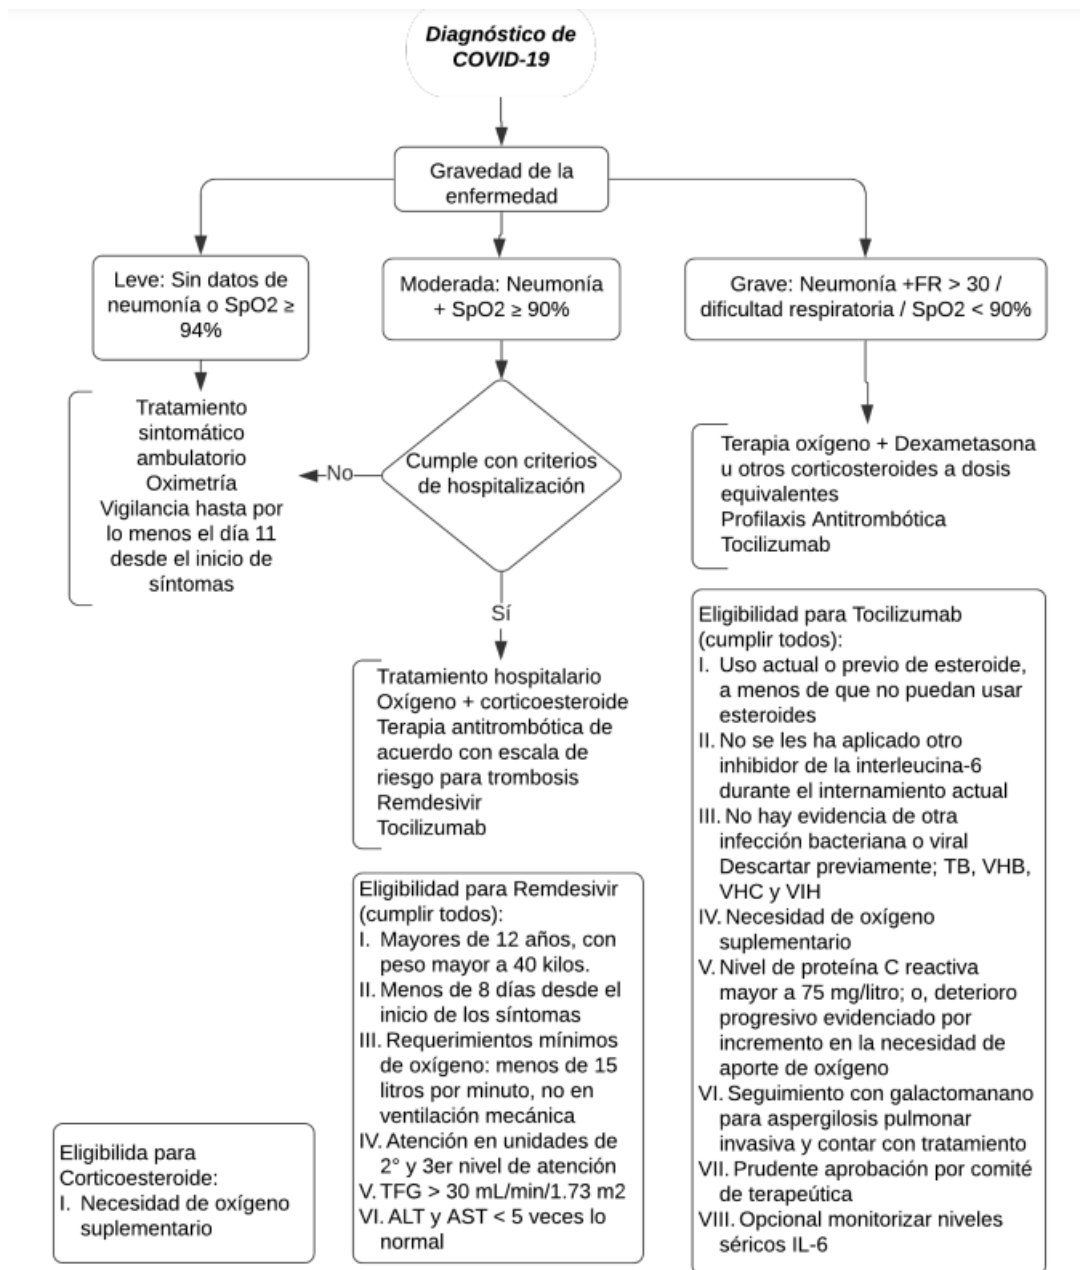 Diagnóstico de
COVID-19
Gravedad de la
enfermedad
Leve: Sin datos de
neumonía o SpO2 ≥
94%
Moderada: Neumonía
+ SpO2 ≥ 90%
Grave: Neumonía +FR > 30 /
dificultad respiratoria / SpO2 < 90%
Tratamiento
sintomático
ambulatorio
Oximetría
Vigilancia hasta por
lo menos el día 11
desde el inicio de
síntomas
No
Cumple con criterios
de hospitalización
Sí
Terapia oxígeno + Dexametasona
u otros corticosteroides a dosis
equivalentes
Profilaxis Antitrombótica
Tocilizumab
Tratamiento hospitalario
Oxígeno + corticoesteroide
Terapia antitrombótica de
acuerdo con escala de
riesgo para trombosis
Remdesivir
Tocilizumab
Eligibilida para
Corticoesteroide:
I. Necesidad de oxígeno
suplementario
Eligibilidad para Remdesivir
(cumplir todos):
I. Mayores de 12 años, con
peso mayor a 40 kilos.
II. Menos de 8 días desde el
inicio de los síntomas
III. Requerimientos mínimos
de oxígeno: menos de 15
litros por minuto, no en
ventilación mecánica
IV. Atención en unidades de
2° y 3er nivel de atención
V. TFG > 30 mL/min/1.73 m2
VI. ALT y AST < 5 veces lo
normal
Eligibilidad para Tocilizumab
(cumplir todos):
I. Uso actual o previo de esteroide,
a menos de que no puedan usar
esteroides
II. No se les ha aplicado otro
inhibidor de la interleucina-6
durante el internamiento actual
III. No hay evidencia de otra
infección bacteriana o viral
Descartar previamente; TB, VHB,
VHC y VIH
IV. Necesidad de oxígeno
suplementario
V. Nivel de proteína C reactiva
mayor a 75 mg/litro; o, deterioro
progresivo evidenciado por
incremento en la necesidad de
aporte de oxígeno
VI. Seguimiento con galactomanano
para aspergilosis pulmonar
invasiva y contar con tratamiento
VII. Prudente aprobación por comité
de terapeútica
VIII. Opcional monitorizar niveles
séricos IL-6